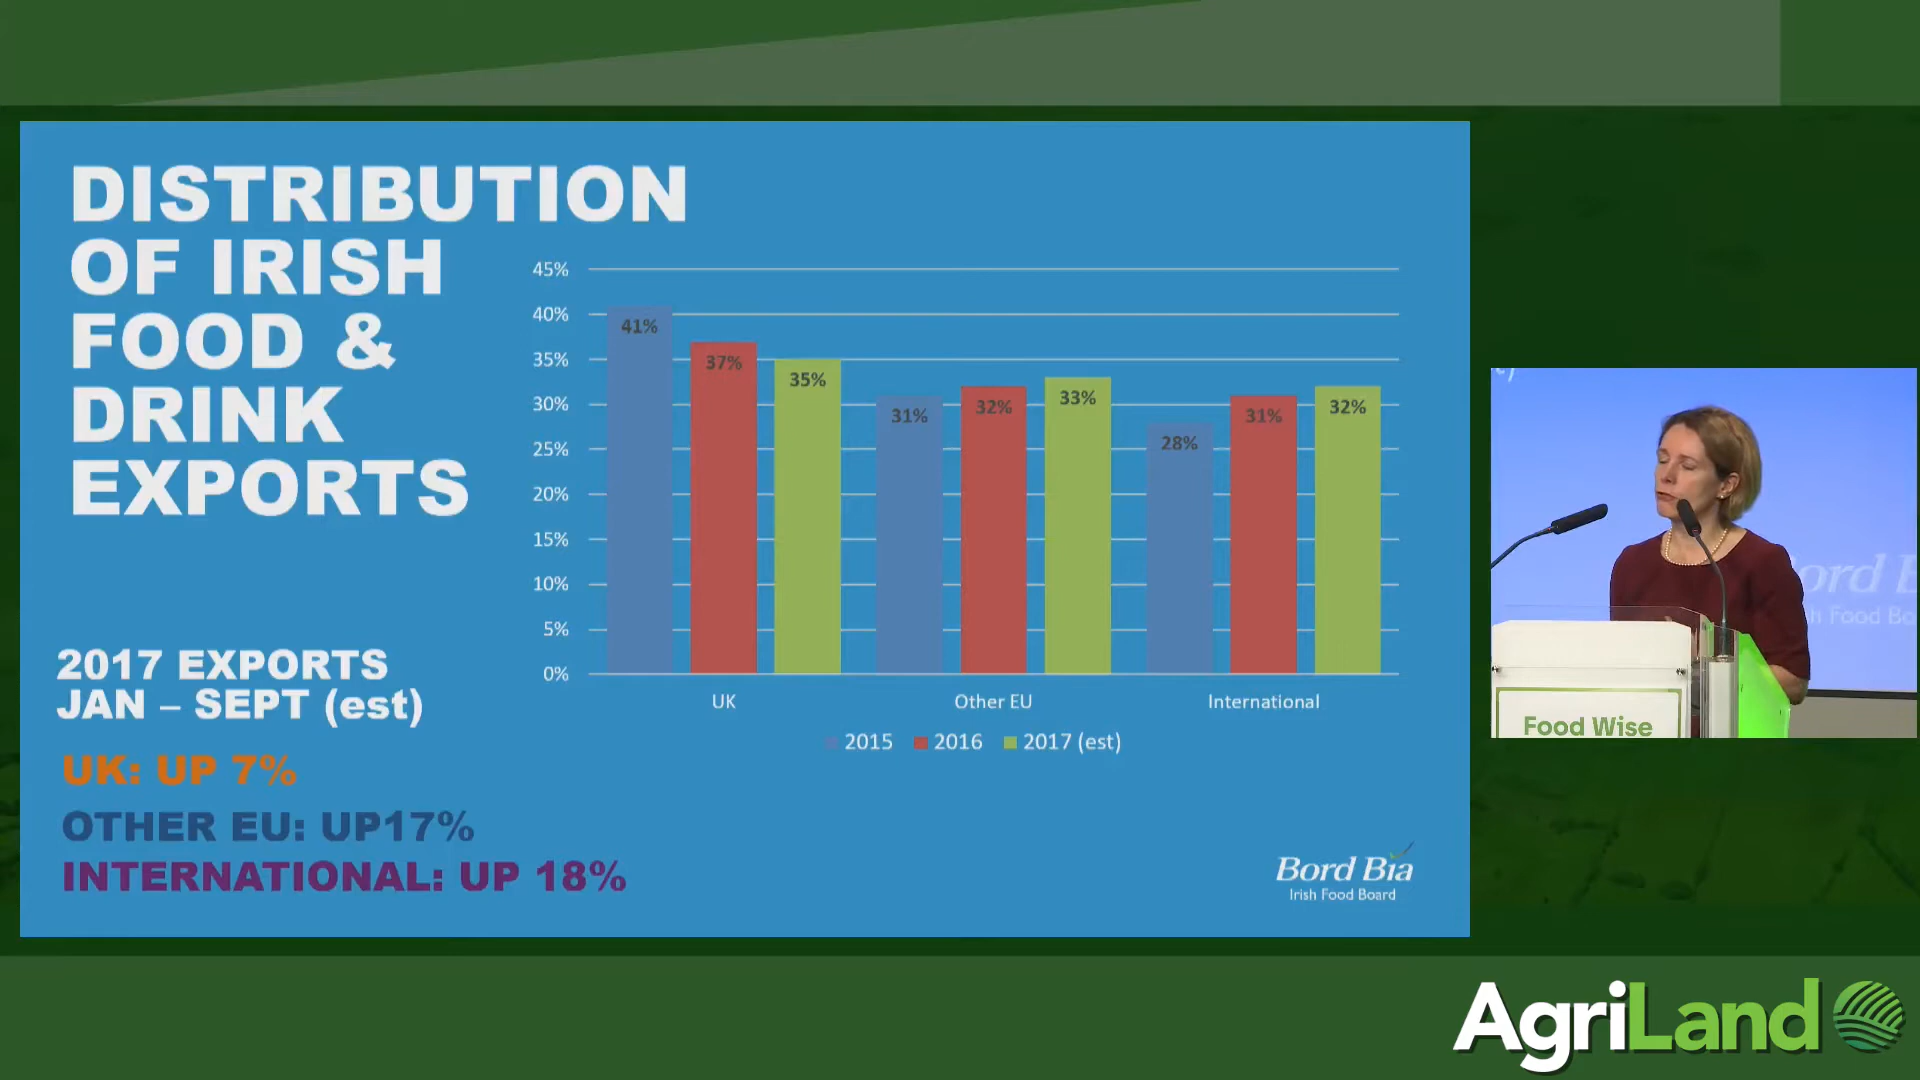 DISTRIBUTION
OF IRISH
FOOD &
DRINK
EXPORTS
45%
40%
35%
30%
25%
20%
15%
10%
5%
0%
41%
37%
35%
31%
32%
33%
28%
31%
32%
UK
Other EU
International
2015
2016
2017 (est)
2017 EXPORTS
JAN – SEPT (est)
UK: UP 7%
OTHER EU: UP17%
INTERNATIONAL: UP 18%
Bord Bia
Irish Food Board
Food Wise
AgriLand